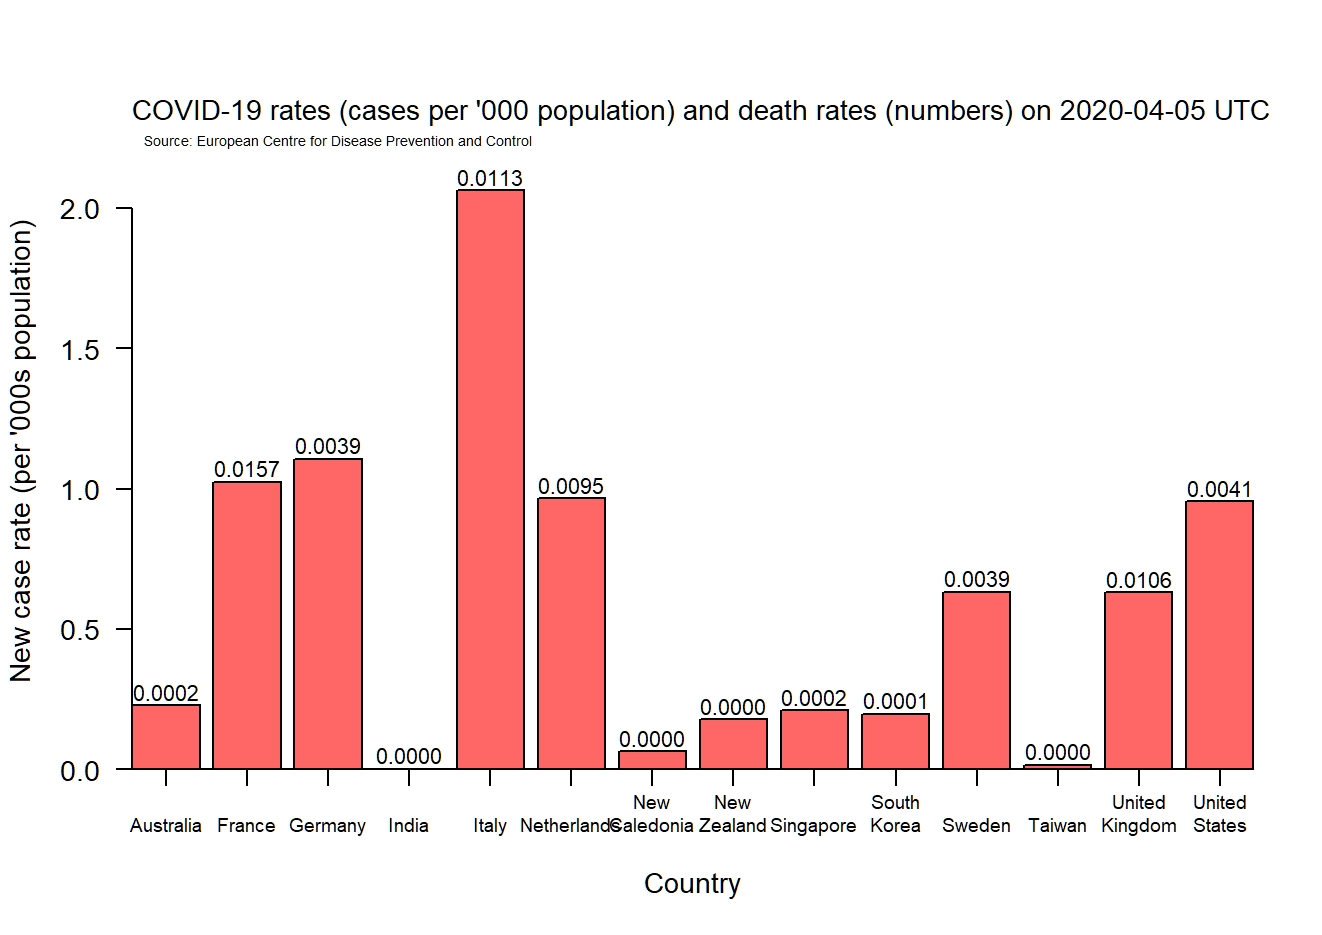 COVID-19 rates (cases per '000 population) and death rates (numbers) on 2020-04-05 UTC
Source: European Centre for Disease Prevention and Control
New case rate (per '000s population)
2.0
1.5
1.0
0.5
0.0
0.0002
0.0157
0.0039
0.0000
0.0113
0.0095
0.0000
0.0000
0.0002
0.0001
0.0039
0.0000
0.0106
0.0041
Australia
France
Germany
India
Italy
Netherlands
New
Caledonia
New
Zealand
Singapore
South
Korea
Sweden
Taiwan
United
Kingdom
United
States
Country